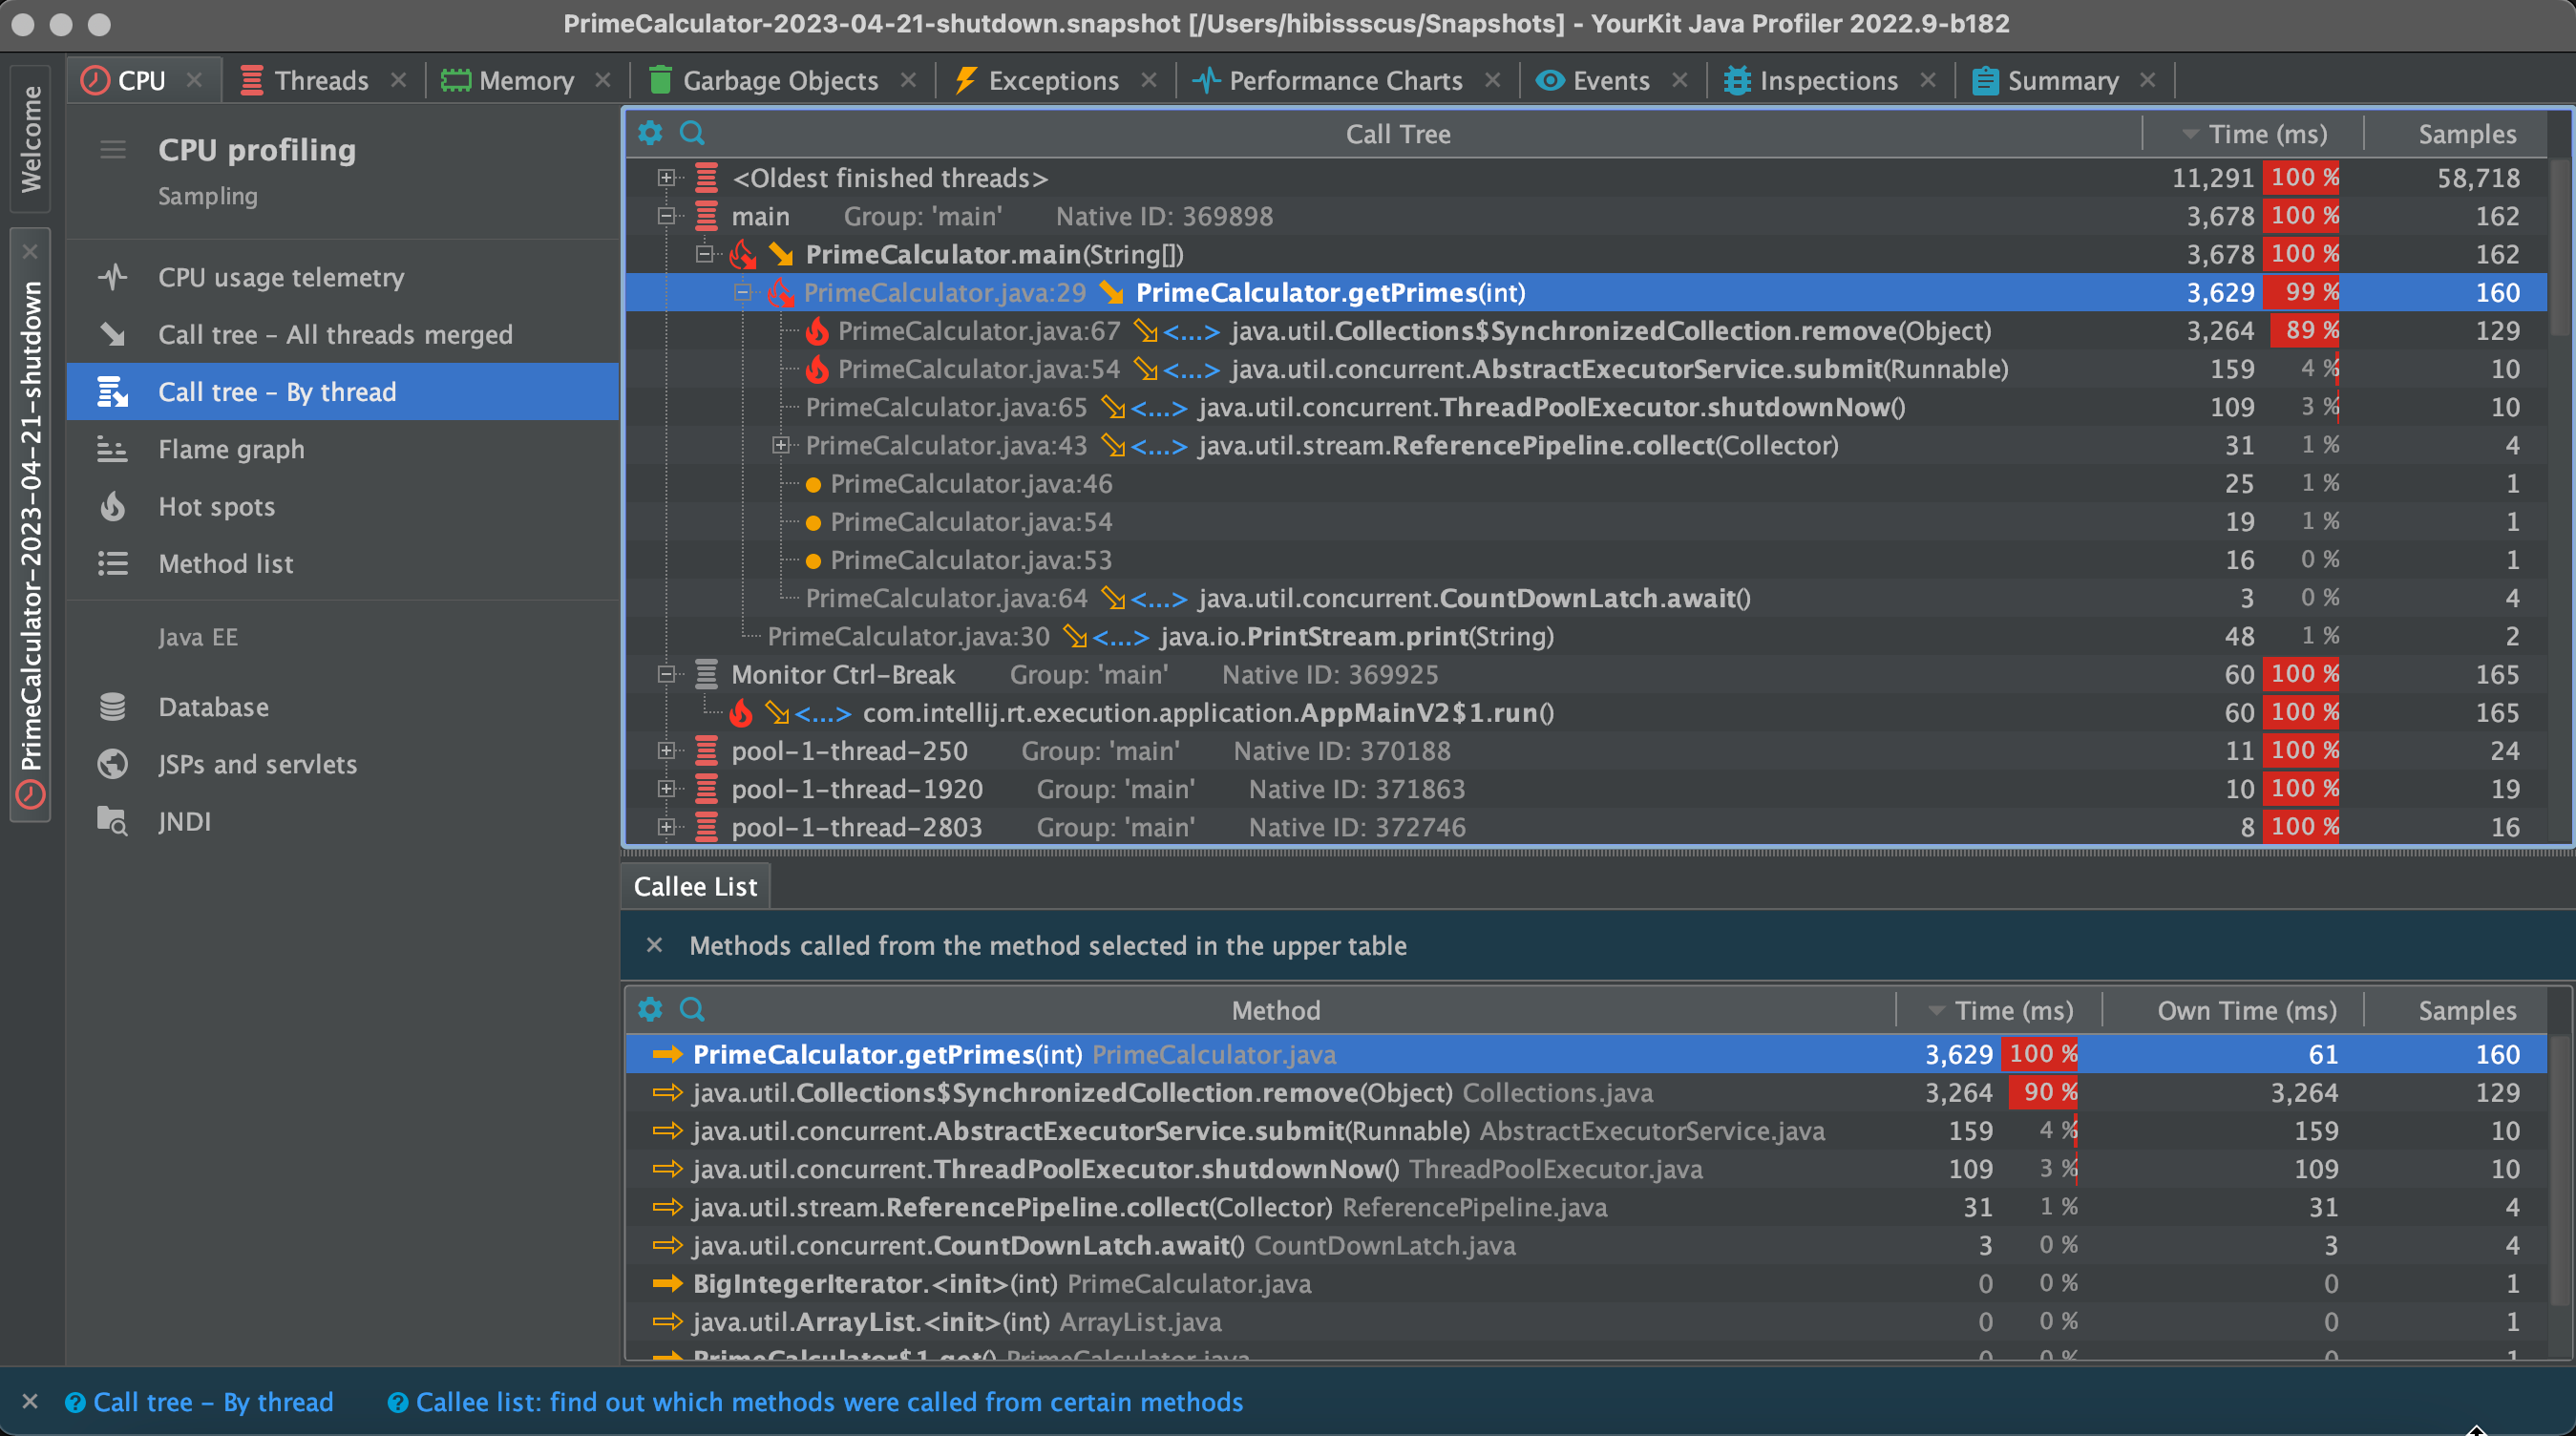 PrimeCalculator-2023-04-21-shutdown.snapshot [/Users/hibissscus/Snapshots] - YourKit Java Profiler 2022.9-b182
Welcome
PrimeCalculator-2023-04-21-shutdown
CPU Threads Memory Garbage Objects Exceptions Performance Charts Events Inspections Summary
CPU profiling
Sampling
CPU usage telemetry
Call tree – All threads merged
Call tree – By thread
Flame graph
Hot spots
Method list
Java EE
Database
JSPs and servlets
JNDI
Call Tree Time (ms) Samples
<Oldest finished threads> 11,291 100 % 58,718
main Group: 'main' Native ID: 369898 3,678 100 % 162
PrimeCalculator.main(String[]) 3,678 100 % 162
PrimeCalculator.java:29 PrimeCalculator.getPrimes(int) 3,629 99 % 160
PrimeCalculator.java:67 <...> java.util.Collections$SynchronizedCollection.remove(Object) 3,264 89 % 129
PrimeCalculator.java:54 <...> java.util.concurrent.AbstractExecutorService.submit(Runnable) 159 4 % 10
PrimeCalculator.java:65 <...> java.util.concurrent.ThreadPoolExecutor.shutdownNow() 109 3 % 10
PrimeCalculator.java:43 <...> java.util.stream.ReferencePipeline.collect(Collector) 31 1 % 4
PrimeCalculator.java:46 25 1 % 1
PrimeCalculator.java:54 19 1 % 1
PrimeCalculator.java:53 16 0 % 1
PrimeCalculator.java:64 <...> java.util.concurrent.CountDownLatch.await() 3 0 % 4
PrimeCalculator.java:30 <...> java.io.PrintStream.print(String) 48 1 % 2
Monitor Ctrl-Break Group: 'main' Native ID: 369925 60 100 % 165
<...> com.intellij.rt.execution.application.AppMainV2$1.run() 60 100 % 165
pool-1-thread-250 Group: 'main' Native ID: 370188 11 100 % 24
pool-1-thread-1920 Group: 'main' Native ID: 371863 10 100 % 19
pool-1-thread-2803 Group: 'main' Native ID: 372746 8 100 % 16
Callee List
Methods called from the method selected in the upper table
Method Time (ms) Own Time (ms) Samples
PrimeCalculator.getPrimes(int) PrimeCalculator.java 3,629 100 % 61 160
java.util.Collections$SynchronizedCollection.remove(Object) Collections.java 3,264 90 % 3,264 129
java.util.concurrent.AbstractExecutorService.submit(Runnable) AbstractExecutorService.java 159 4 % 159 10
java.util.concurrent.ThreadPoolExecutor.shutdownNow() ThreadPoolExecutor.java 109 3 % 109 10
java.util.stream.ReferencePipeline.collect(Collector) ReferencePipeline.java 31 1 % 31 4
java.util.concurrent.CountDownLatch.await() CountDownLatch.java 3 0 % 3 4
BigIntegerIterator.<init>(int) PrimeCalculator.java 0 0 % 0 1
java.util.ArrayList.<init>(int) ArrayList.java 0 0 % 0 1
PrimeCalculator$1.get() PrimeCalculator.java 0 0 % 0 1
Call tree – By thread Callee list: find out which methods were called from certain methods